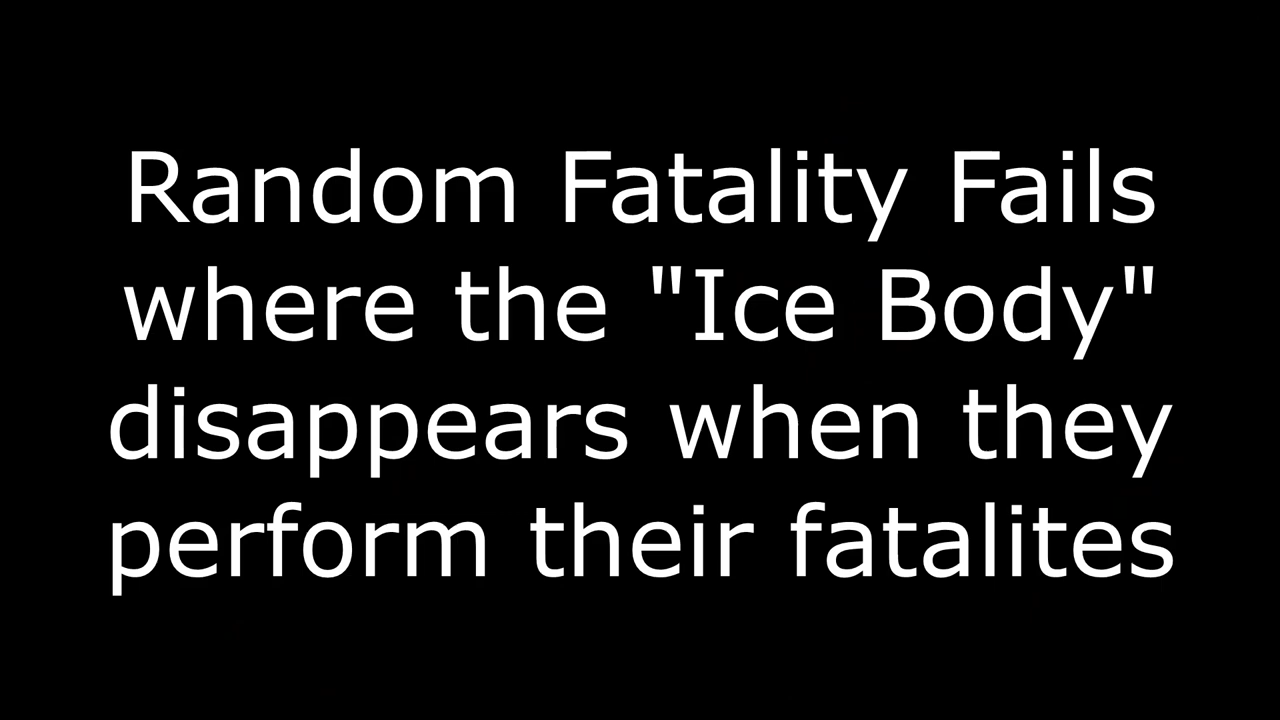 Random Fatality Fails
where the "Ice Body"
disappears when they
perform their fatalites